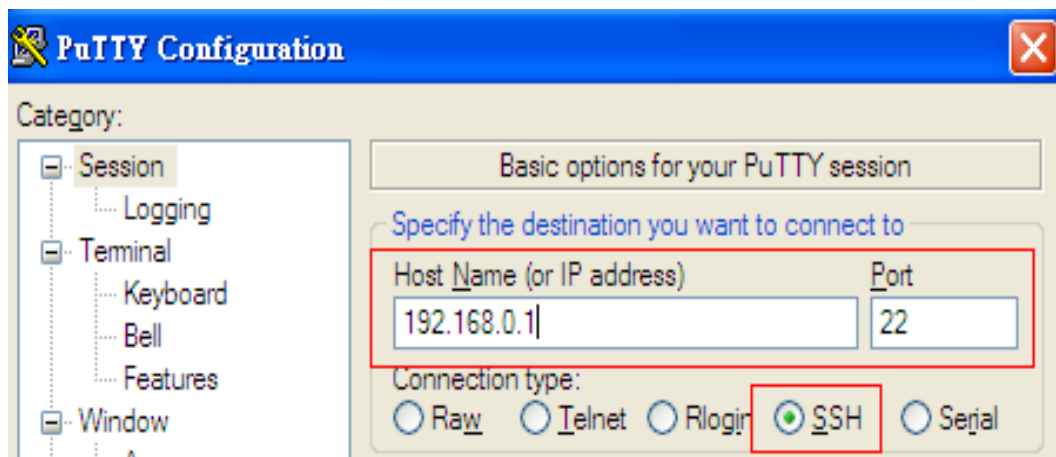 PuTTY Configuration
Category:
Session
Logging
Terminal
Keyboard
Bell
Features
Window
Basic options for your PuTTY session
Specify the destination you want to connect to
Host Name (or IP address) Port
192.168.0.1 22
Connection type:
Raw Telnet Rlogin SSH Serial